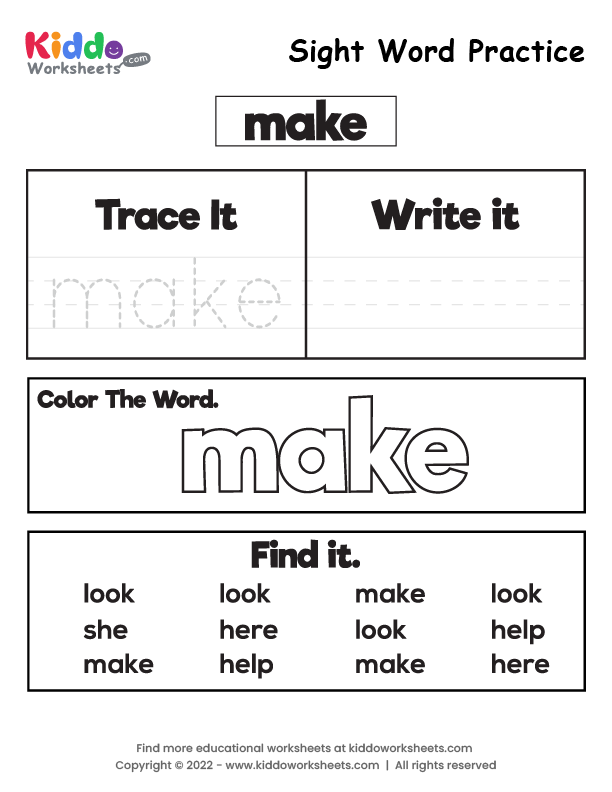 Kiddo
Worksheets .com
Sight Word Practice
make
Trace It
Write it
make
Color The Word.
make
Find it.
look look make look
she here look help
make help make here
Find more educational worksheets at kiddoworksheets.com
Copyright © 2022 - www.kiddoworksheets.com | All rights reserved